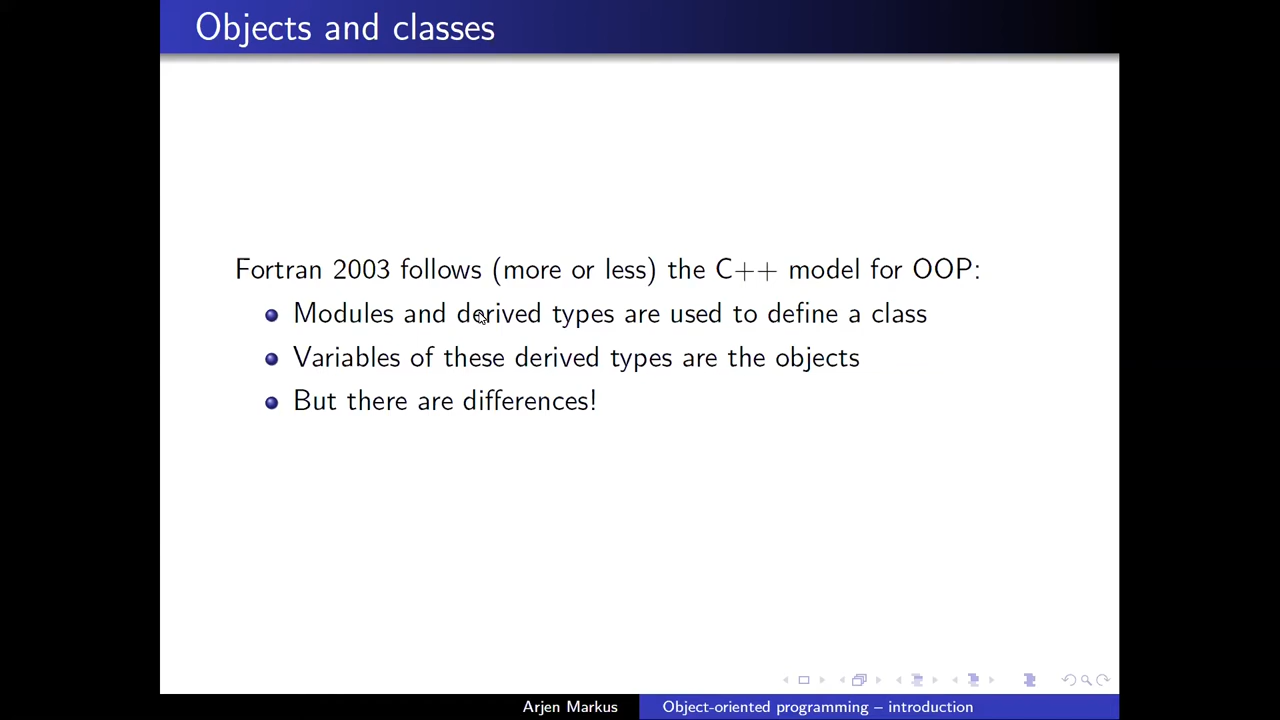 Objects and classes
Fortran 2003 follows (more or less) the C++ model for OOP:
Modules and derived types are used to define a class
Variables of these derived types are the objects
But there are differences!
Arjen Markus
Object-oriented programming – introduction